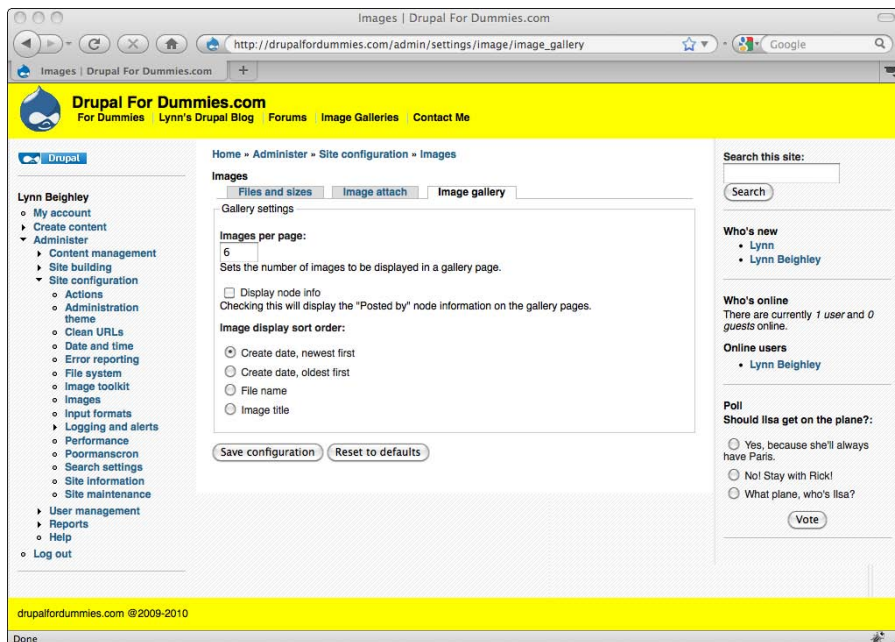 Images | Drupal For Dummies.com
http://drupalfordummies.com/admin/settings/image/image_gallery
Google
Images | Drupal For Dummies.com
+
Drupal For Dummies.com
For Dummies Lynn's Drupal Blog Forums Image Galleries Contact Me
Drupal
Lynn Beighley
My account
Create content
Administer
Content management
Site building
Site configuration
Actions
Administration
theme
Clean URLs
Date and time
Error reporting
File system
Image toolkit
Images
Input formats
Logging and alerts
Performance
Poormanscron
Search settings
Site information
Site maintenance
User management
Reports
Help
Log out
Home » Administer » Site configuration » Images
Images
Files and sizes Image attach Image gallery
Gallery settings
Images per page:
6
Sets the number of images to be displayed in a gallery page.
Display node info
Checking this will display the "Posted by" node information on the gallery pages.
Image display sort order:
Create date, newest first
Create date, oldest first
File name
Image title
Save configuration Reset to defaults
Search this site:
Search
Who's new
Lynn
Lynn Beighley
Who's online
There are currently 1 user and 0
guests online.
Online users
Lynn Beighley
Poll
Should Ilsa get on the plane?:
Yes, because she'll always
have Paris.
No! Stay with Rick!
What plane, who's Ilsa?
Vote
drupalfordummies.com @2009-2010
Done